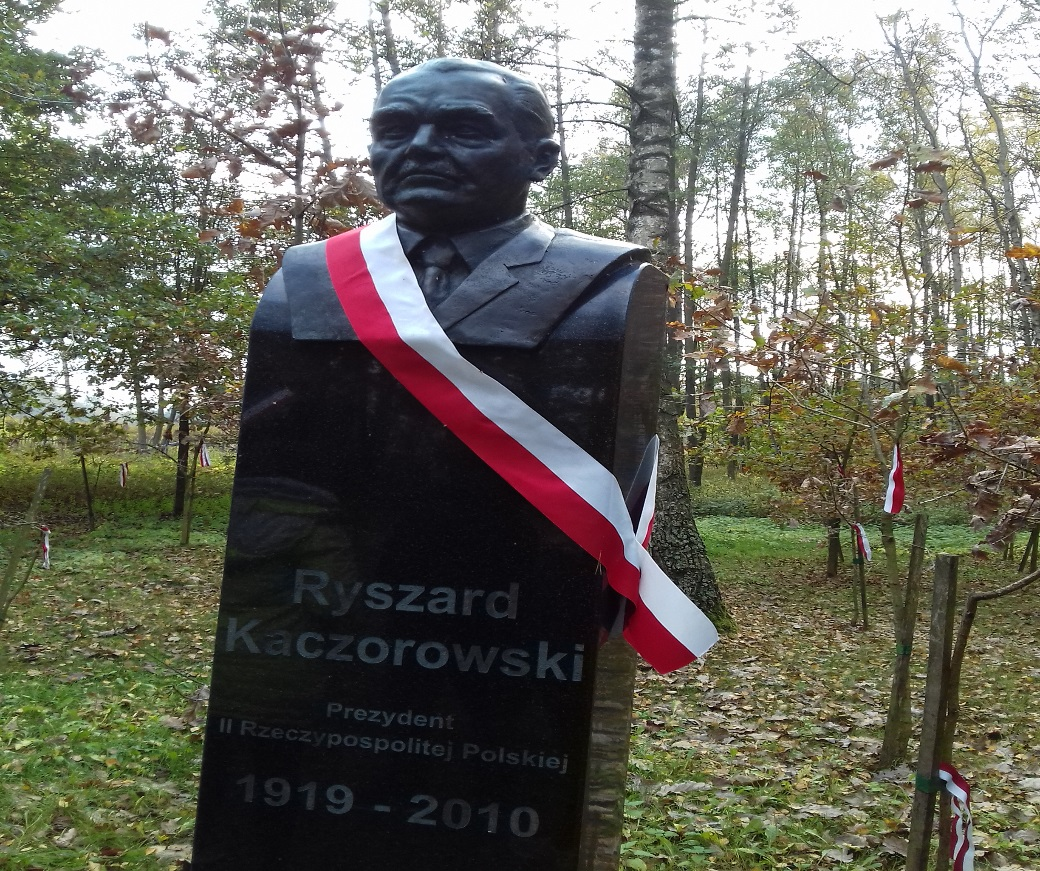 Ryszard
Kaczorowski
Prezydent
II Rzeczypospolitej Polskiej
1919 - 2010